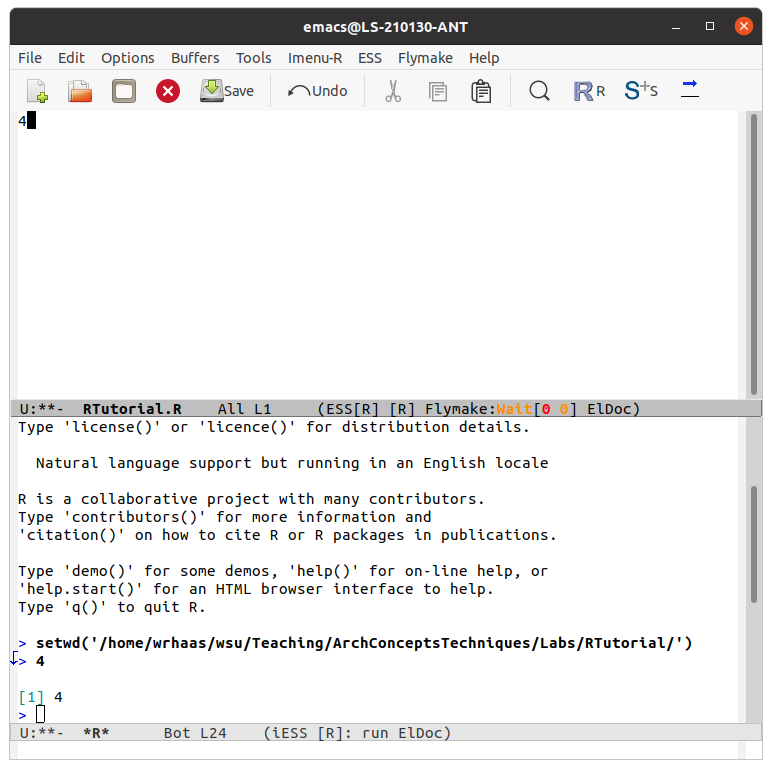 emacs@LS-210130-ANT
File Edit Options Buffers Tools Imenu-R ESS Flymake Help
Save Undo R S
4
U:**-  RTutorial.R    All L1     (ESS[R] [R] Flymake:Wait[0 0] ElDoc)
Type 'license()' or 'licence()' for distribution details.
Natural language support but running in an English locale
R is a collaborative project with many contributors.
Type 'contributors()' for more information and
'citation()' on how to cite R or R packages in publications.
Type 'demo()' for some demos, 'help()' for on-line help, or
'help.start()' for an HTML browser interface to help.
Type 'q()' to quit R.
> setwd('/home/wrhaas/wsu/Teaching/ArchConceptsTechniques/Labs/RTutorial/')
> 4
[1] 4
>
U:**-  *R*      Bot L24    (iESS [R]: run ElDoc)